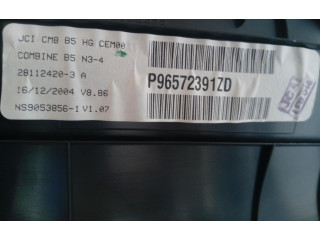 JCI CMB B5 HG CEM00
COMBINE B5 N3-4
28112420-3 A
16/12/2004 V8.86
NS9053856-1 V1.07
P96572391ZD